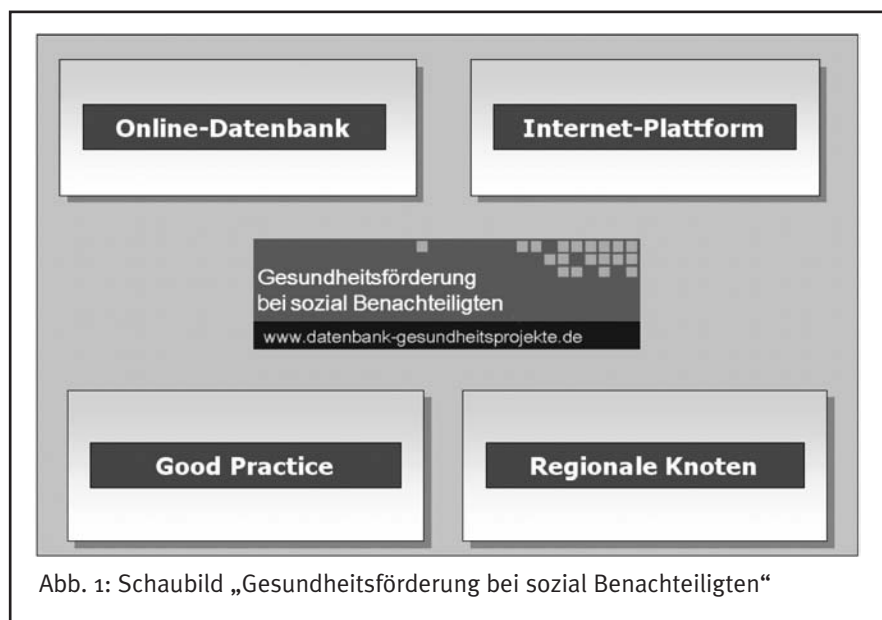 Online-Datenbank
Internet-Plattform
Gesundheitsförderung
bei sozial Benachteiligten
www.datenbank-gesundheitsprojekte.de
Good Practice
Regionale Knoten
Abb. 1: Schaubild „Gesundheitsförderung bei sozial Benachteiligten“